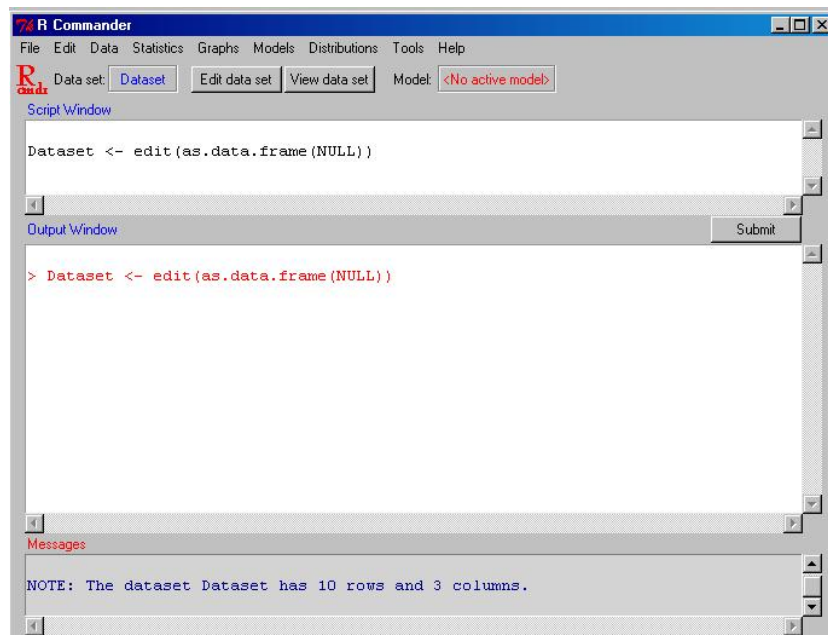 R Commander
File Edit Data Statistics Graphs Models Distributions Tools Help
Rcmdr Data set: Dataset Edit data set View data set Model: <No active model>
Script Window
Dataset <- edit(as.data.frame(NULL))
Output Window Submit
> Dataset <- edit(as.data.frame(NULL))
Messages
NOTE: The dataset Dataset has 10 rows and 3 columns.